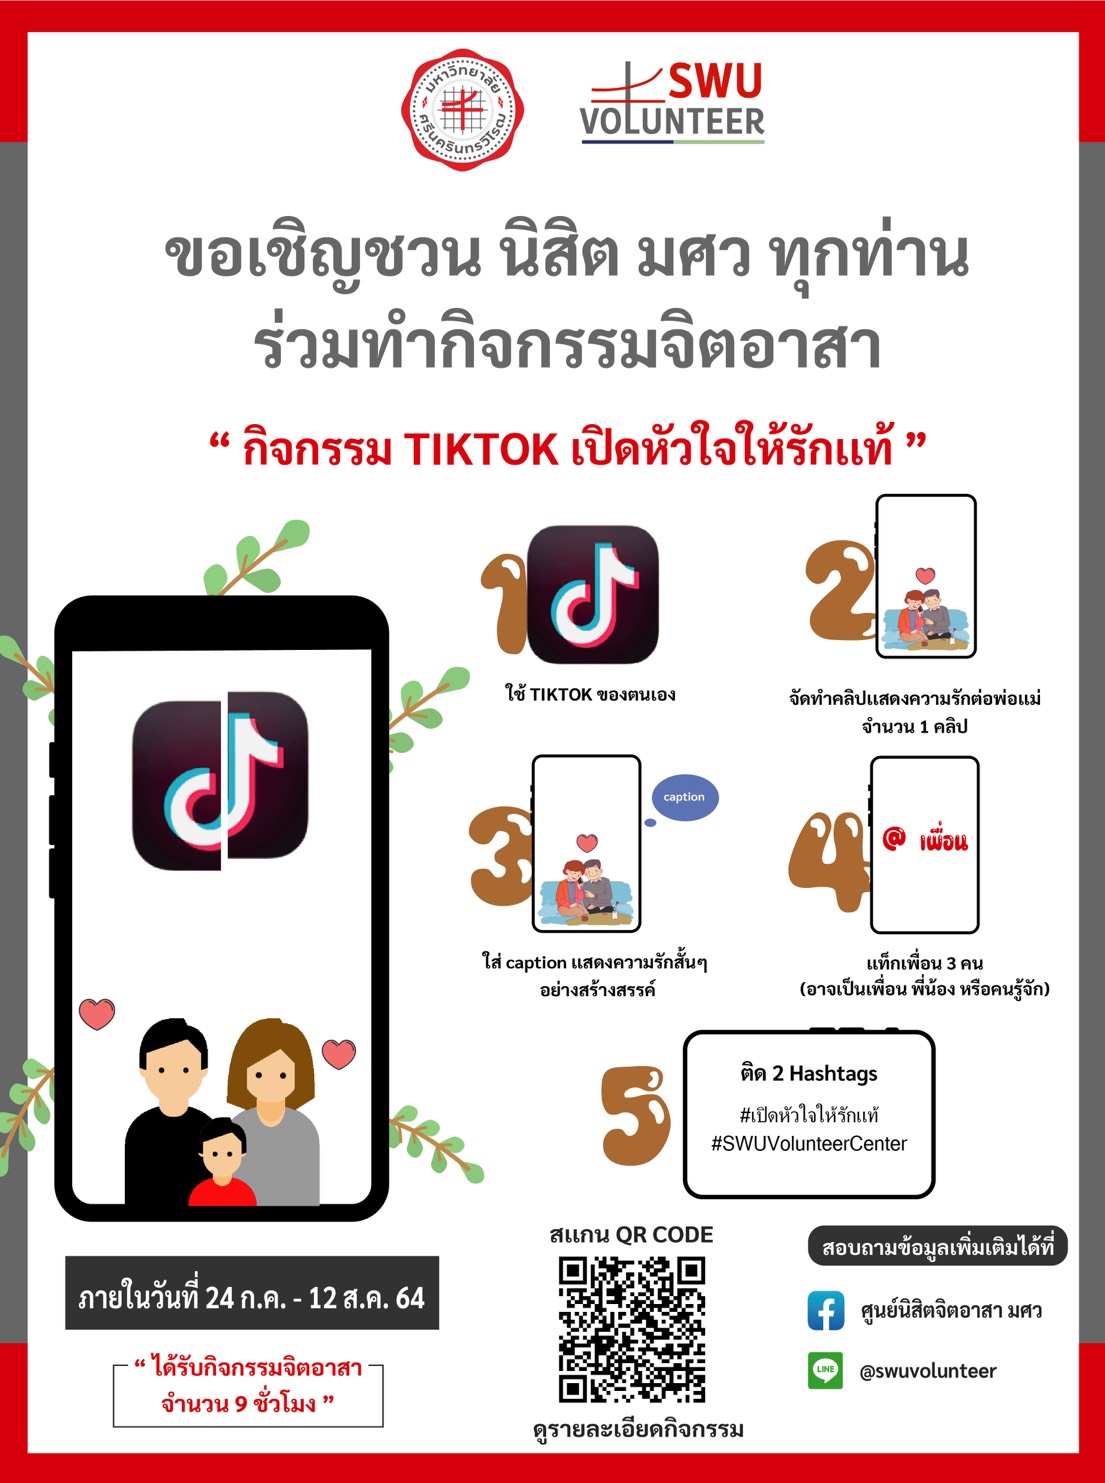 มหาวิทยาลัย
ศรีนครินทรวิโรฒ
SWU
VOLUNTEER
ขอเชิญชวน นิสิต มศว ทุกท่าน
ร่วมทำกิจกรรมจิตอาสา
“ กิจกรรม TIKTOK เปิดหัวใจให้รักแท้ ”
1
ใช้ TIKTOK ของตนเอง
2
จัดทำคลิปแสดงความรักต่อพ่อแม่
จำนวน 1 คลิป
3
caption
ใส่ caption แสดงความรักสั้นๆ
อย่างสร้างสรรค์
4
@ เพื่อน
แท็กเพื่อน 3 คน
(อาจเป็นเพื่อน พี่น้อง หรือคนรู้จัก)
5
ติด 2 Hashtags
#เปิดหัวใจให้รักแท้
#SWUVolunteerCenter
ภายในวันที่ 24 ก.ค. - 12 ส.ค. 64
“ ได้รับกิจกรรมจิตอาสา
จำนวน 9 ชั่วโมง ”
สแกน QR CODE
ดูรายละเอียดกิจกรรม
สอบถามข้อมูลเพิ่มเติมได้ที่
ศูนย์นิสิตจิตอาสา มศว
LINE
@swuvolunteer